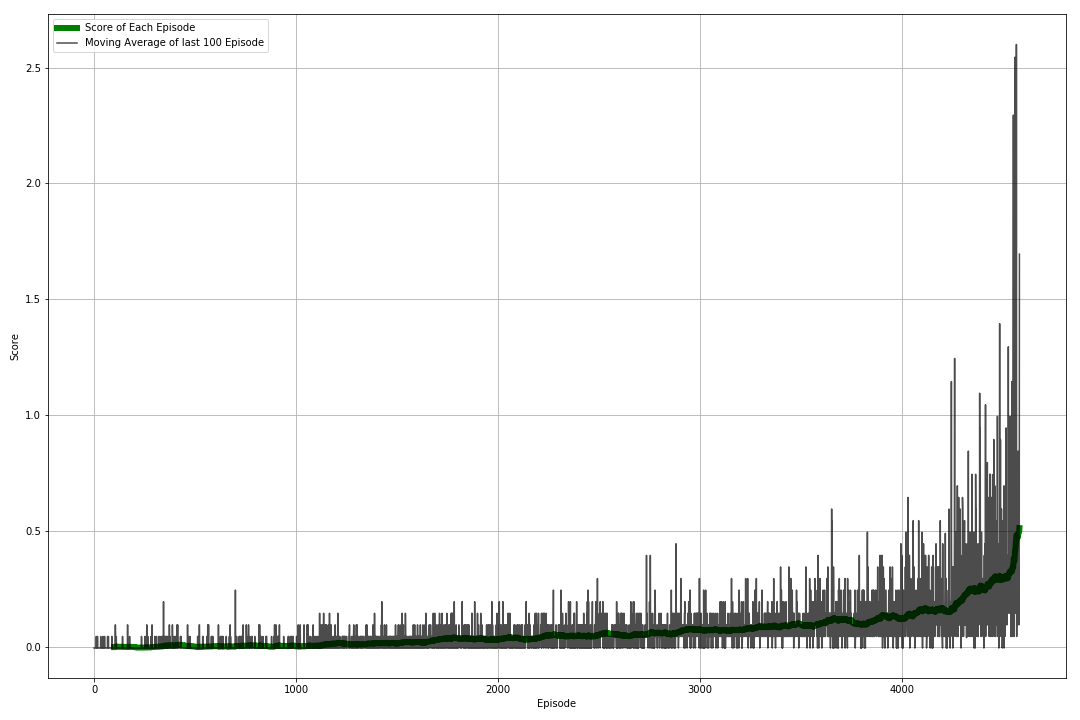 Score of Each Episode
Moving Average of last 100 Episode
2.5
2.0
1.5
1.0
0.5
0.0
Score
0 1000 2000 3000 4000
Episode